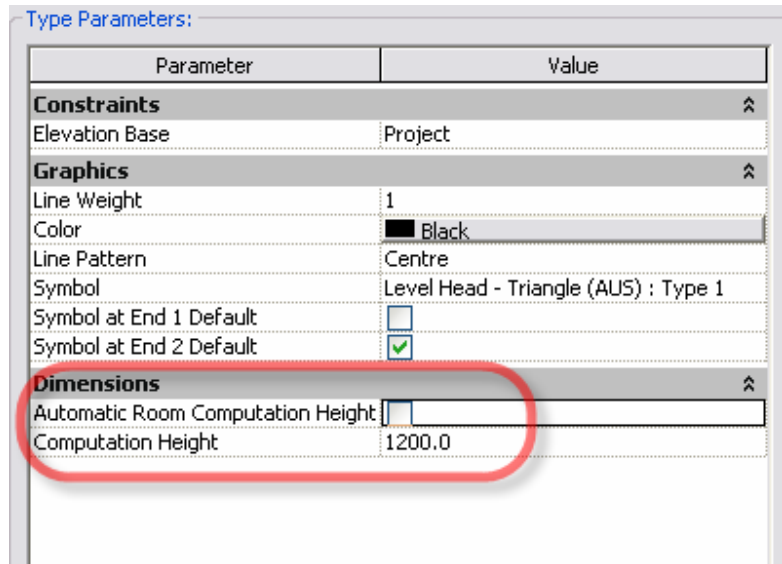 Type Parameters:
Parameter Value
Constraints
Elevation Base Project
Graphics
Line Weight 1
Color Black
Line Pattern Centre
Symbol Level Head - Triangle (AUS) : Type 1
Symbol at End 1 Default
Symbol at End 2 Default
Dimensions
Automatic Room Computation Height
Computation Height 1200.0